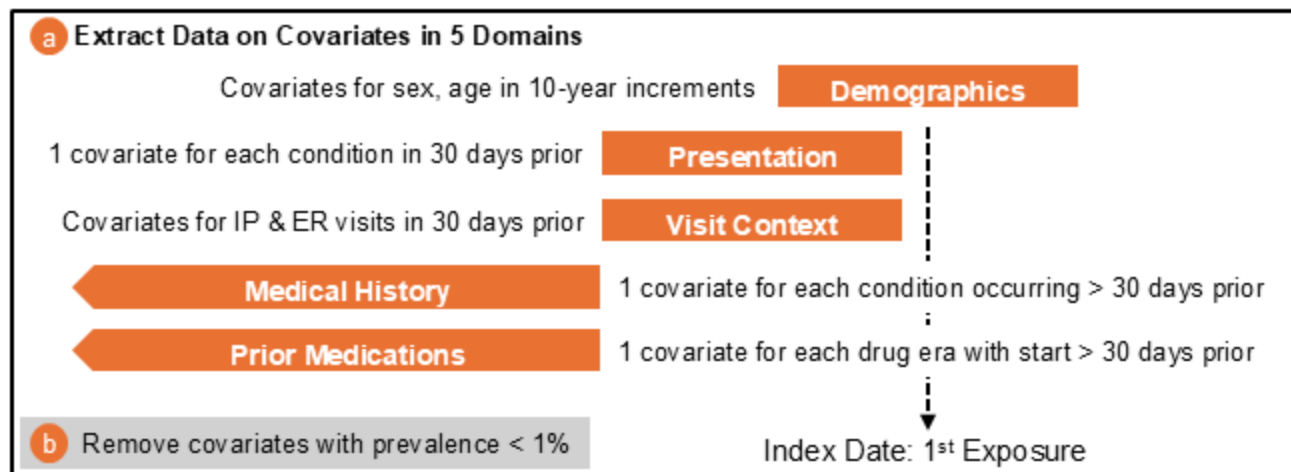 a Extract Data on Covariates in 5 Domains
Covariates for sex, age in 10-year increments Demographics
1 covariate for each condition in 30 days prior Presentation
Covariates for IP & ER visits in 30 days prior Visit Context
Medical History 1 covariate for each condition occurring > 30 days prior
Prior Medications 1 covariate for each drug era with start > 30 days prior
b Remove covariates with prevalence < 1%
Index Date: 1st Exposure